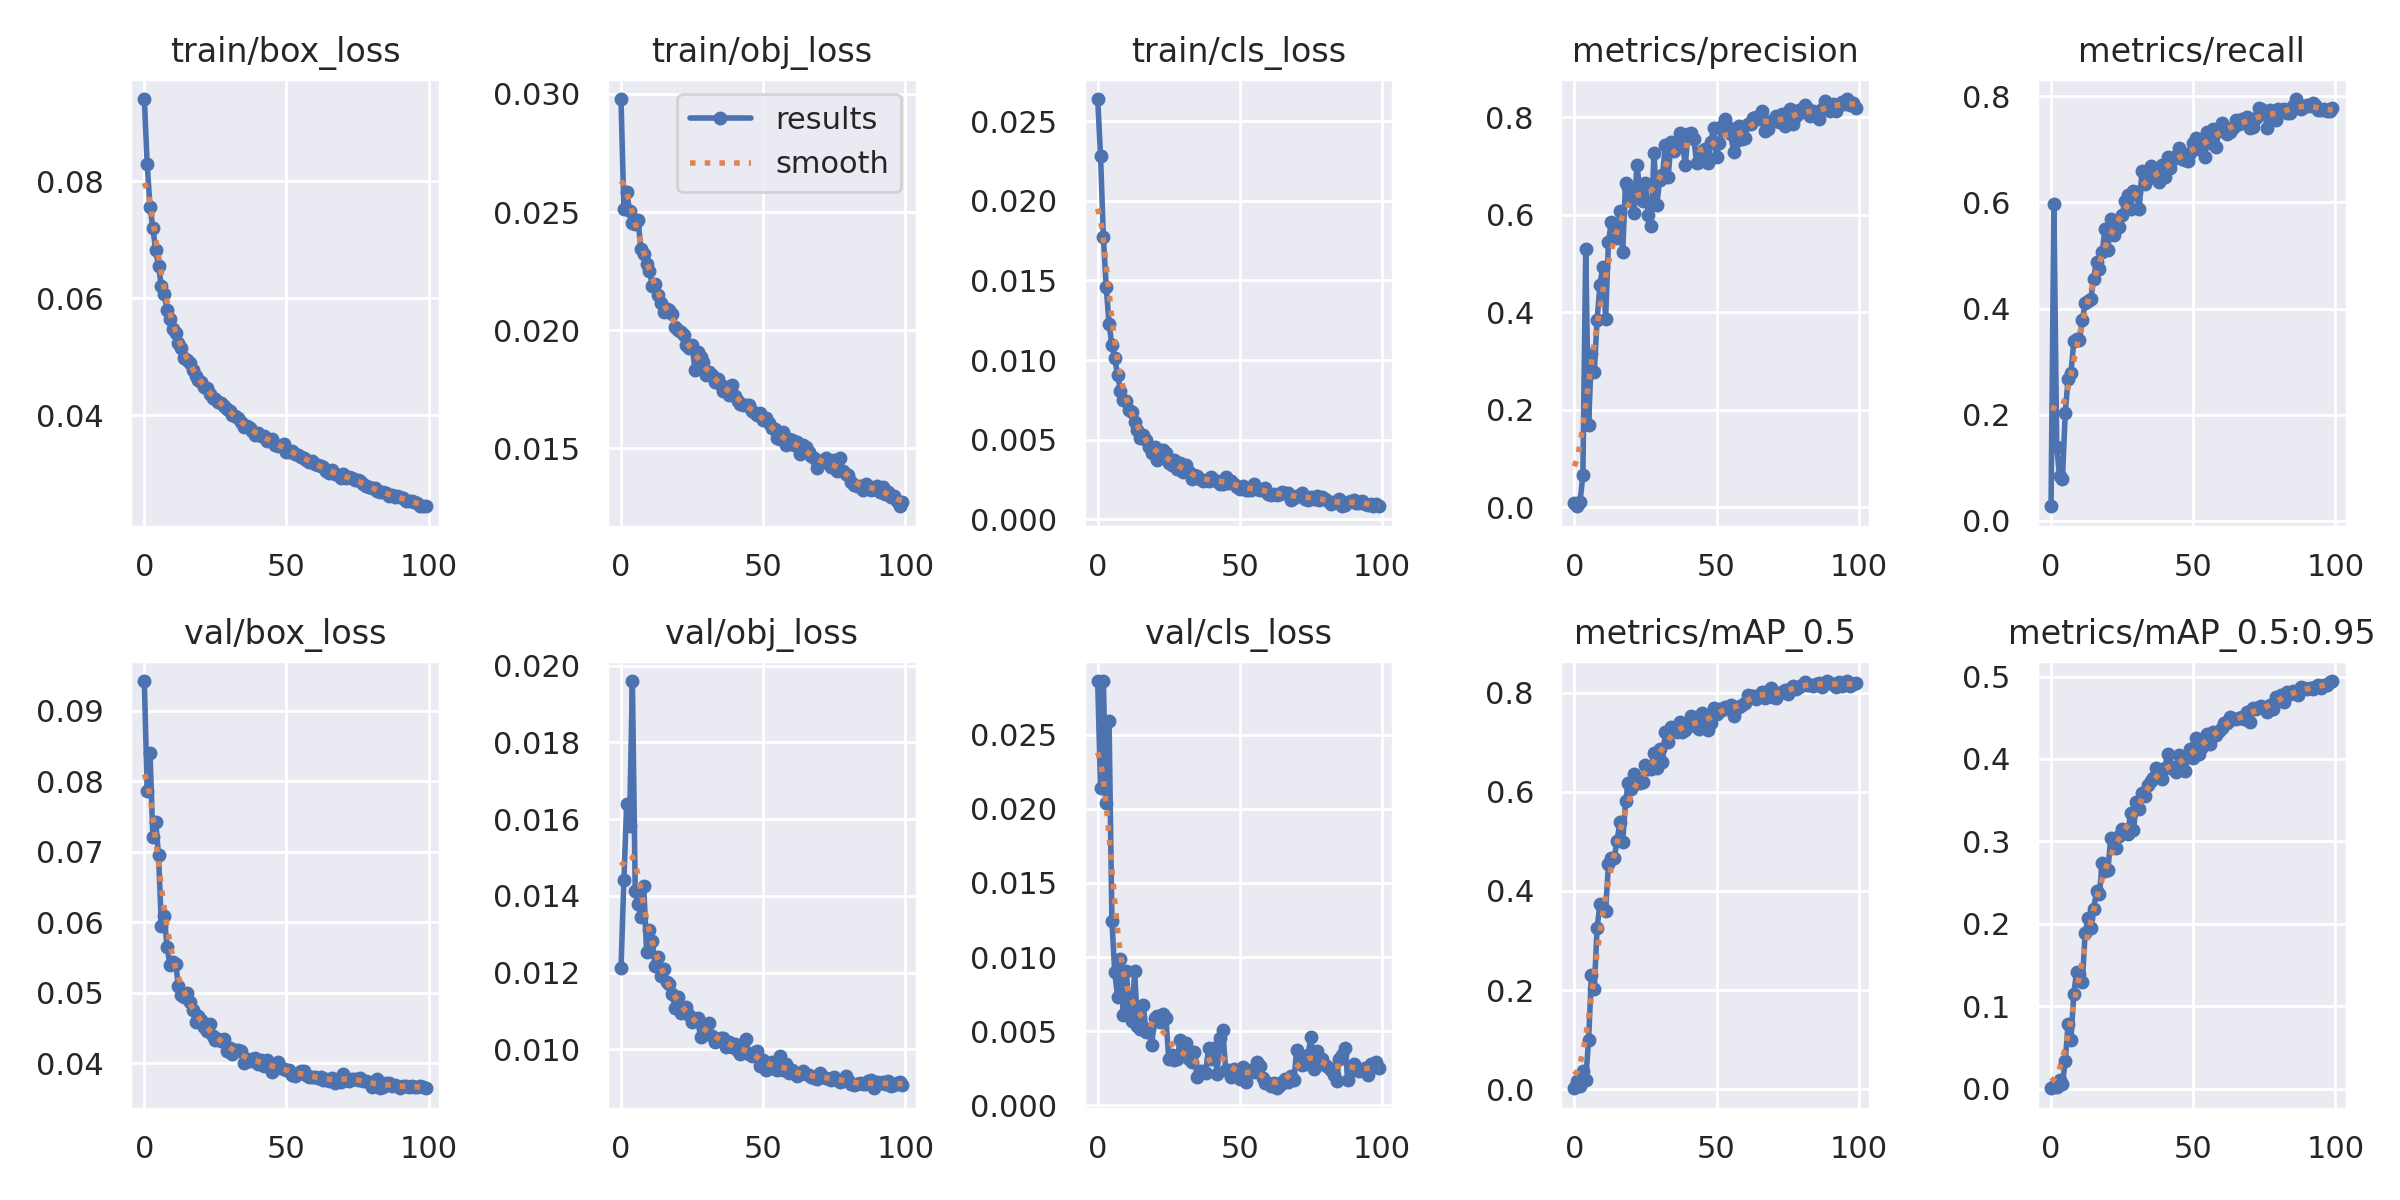 train/box_loss
0.08
0.06
0.04
0 50 100
train/obj_loss
results
smooth
0.030
0.025
0.020
0.015
0 50 100
train/cls_loss
0.025
0.020
0.015
0.010
0.005
0.000
0 50 100
metrics/precision
0.8
0.6
0.4
0.2
0.0
0 50 100
metrics/recall
0.8
0.6
0.4
0.2
0.0
0 50 100
val/box_loss
0.09
0.08
0.07
0.06
0.05
0.04
0 50 100
val/obj_loss
0.020
0.018
0.016
0.014
0.012
0.010
0 50 100
val/cls_loss
0.025
0.020
0.015
0.010
0.005
0.000
0 50 100
metrics/mAP_0.5
0.8
0.6
0.4
0.2
0.0
0 50 100
metrics/mAP_0.5:0.95
0.5
0.4
0.3
0.2
0.1
0.0
0 50 100